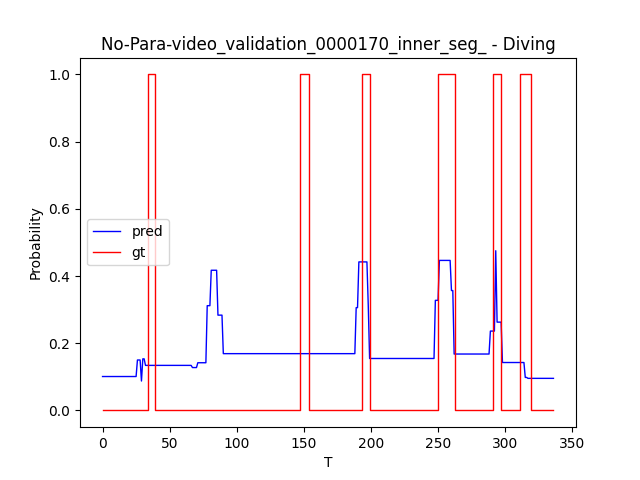 No-Para-video_validation_0000170_inner_seg_ - Diving
1.0
0.8
0.6
0.4
0.2
0.0
Probability
pred
gt
0 50 100 150 200 250 300 350
T